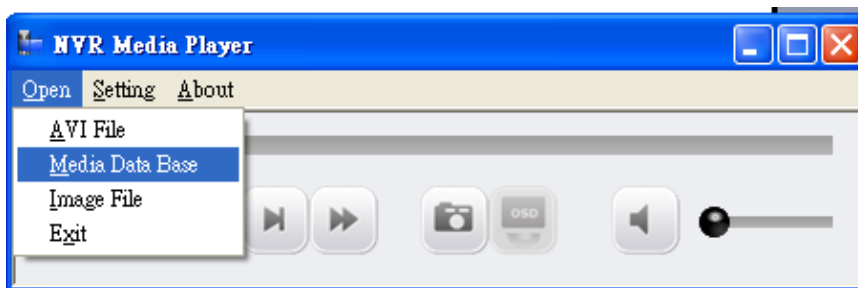 NVR Media Player
Open Setting About
AVI File
Media Data Base
Image File
Exit
OSD